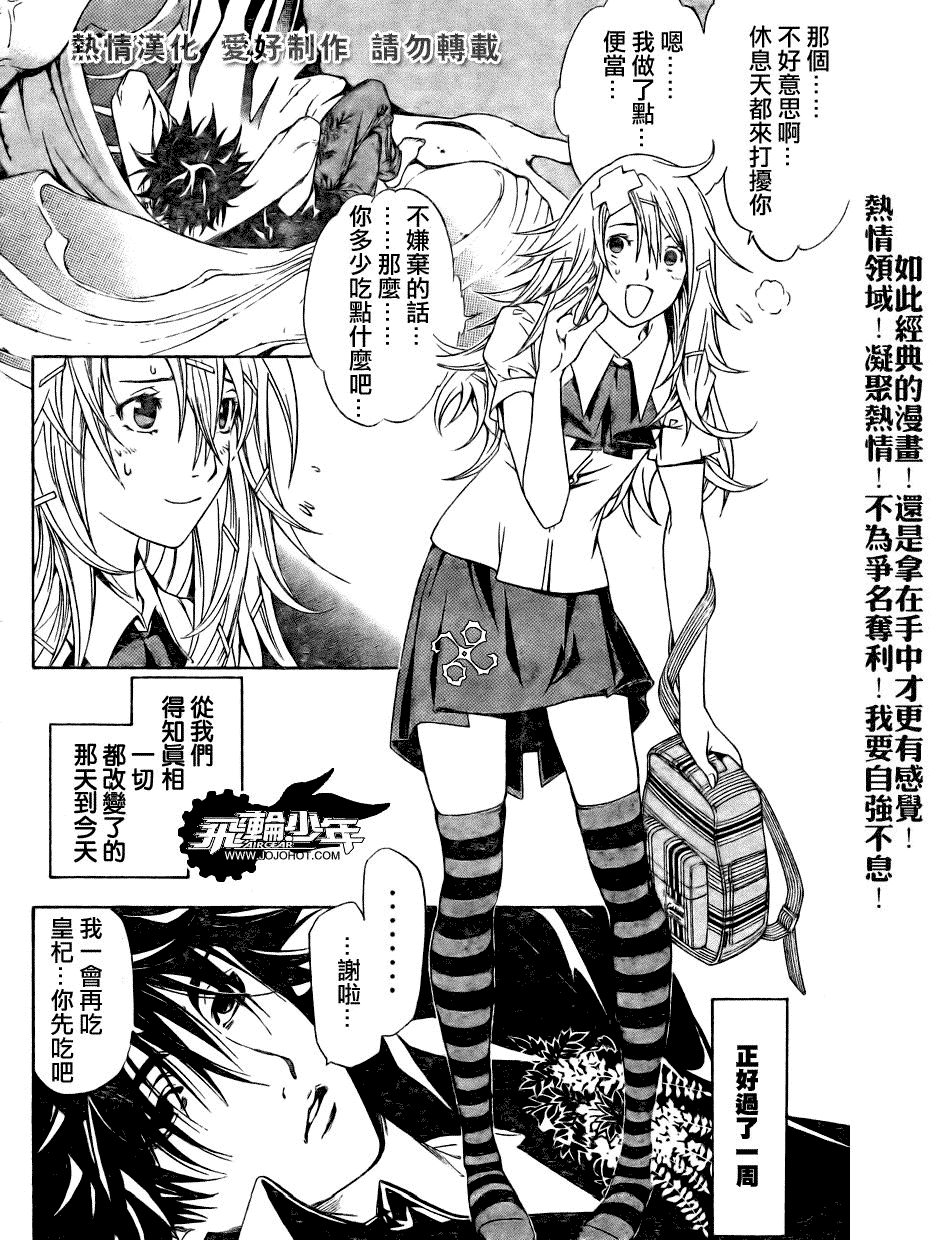 熱情漢化 愛好制作 請勿轉載
那個……
不好意思啊…
休息天都來打擾你
嗯……
我做了點…
便當…
不嫌棄的話…
……那麼……
你多少吃點什麼吧…
如此經典的漫畫！還是拿在手中才更有感覺！
熱情領域！凝聚熱情！不為爭名奪利！我要自強不息！
從我們
得知真相
一切
都改變了的
那天到今天
飛輪少年
AIRGEAR
WWW.JOJOHOT.COM
正好過了一周
………
…謝啦…
我一會再吃
皇杞…你先吃吧